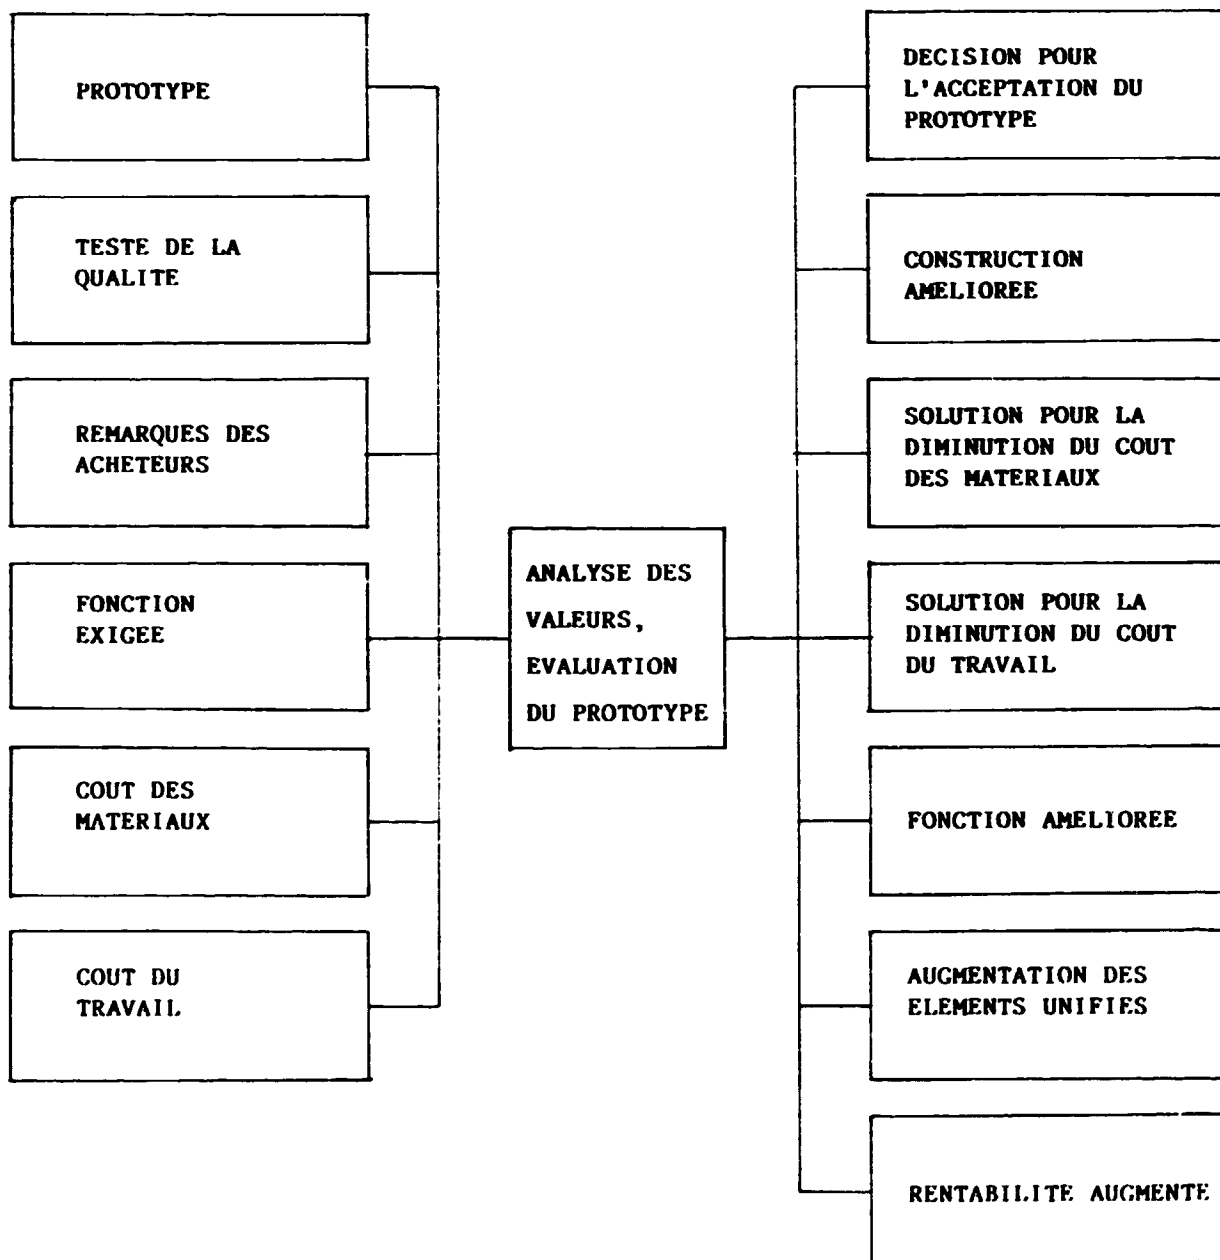 PROTOTYPE
TESTE DE LA
QUALITE
REMARQUES DES
ACHETEURS
FONCTION
EXIGEE
COUT DES
MATERIAUX
COUT DU
TRAVAIL
ANALYSE DES
VALEURS,
EVALUATION
DU PROTOTYPE
DECISION POUR
L'ACCEPTATION DU
PROTOTYPE
CONSTRUCTION
AMELIOREE
SOLUTION POUR LA
DIMINUTION DU COUT
DES MATERIAUX
SOLUTION POUR LA
DIMINUTION DU COUT
DU TRAVAIL
FONCTION AMELIOREE
AUGMENTATION DES
ELEMENTS UNIFIES
RENTABILITE AUGMENTE